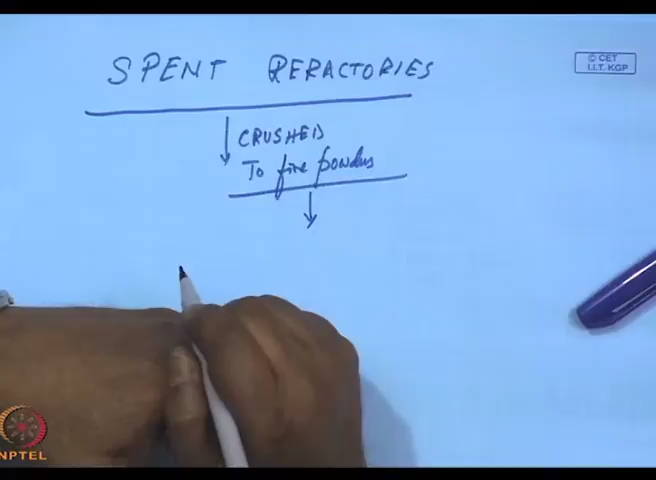 SPENT REFRACTORIES
© CET
I.I.T. KGP
CRUSHED
To fine powders
NPTEL